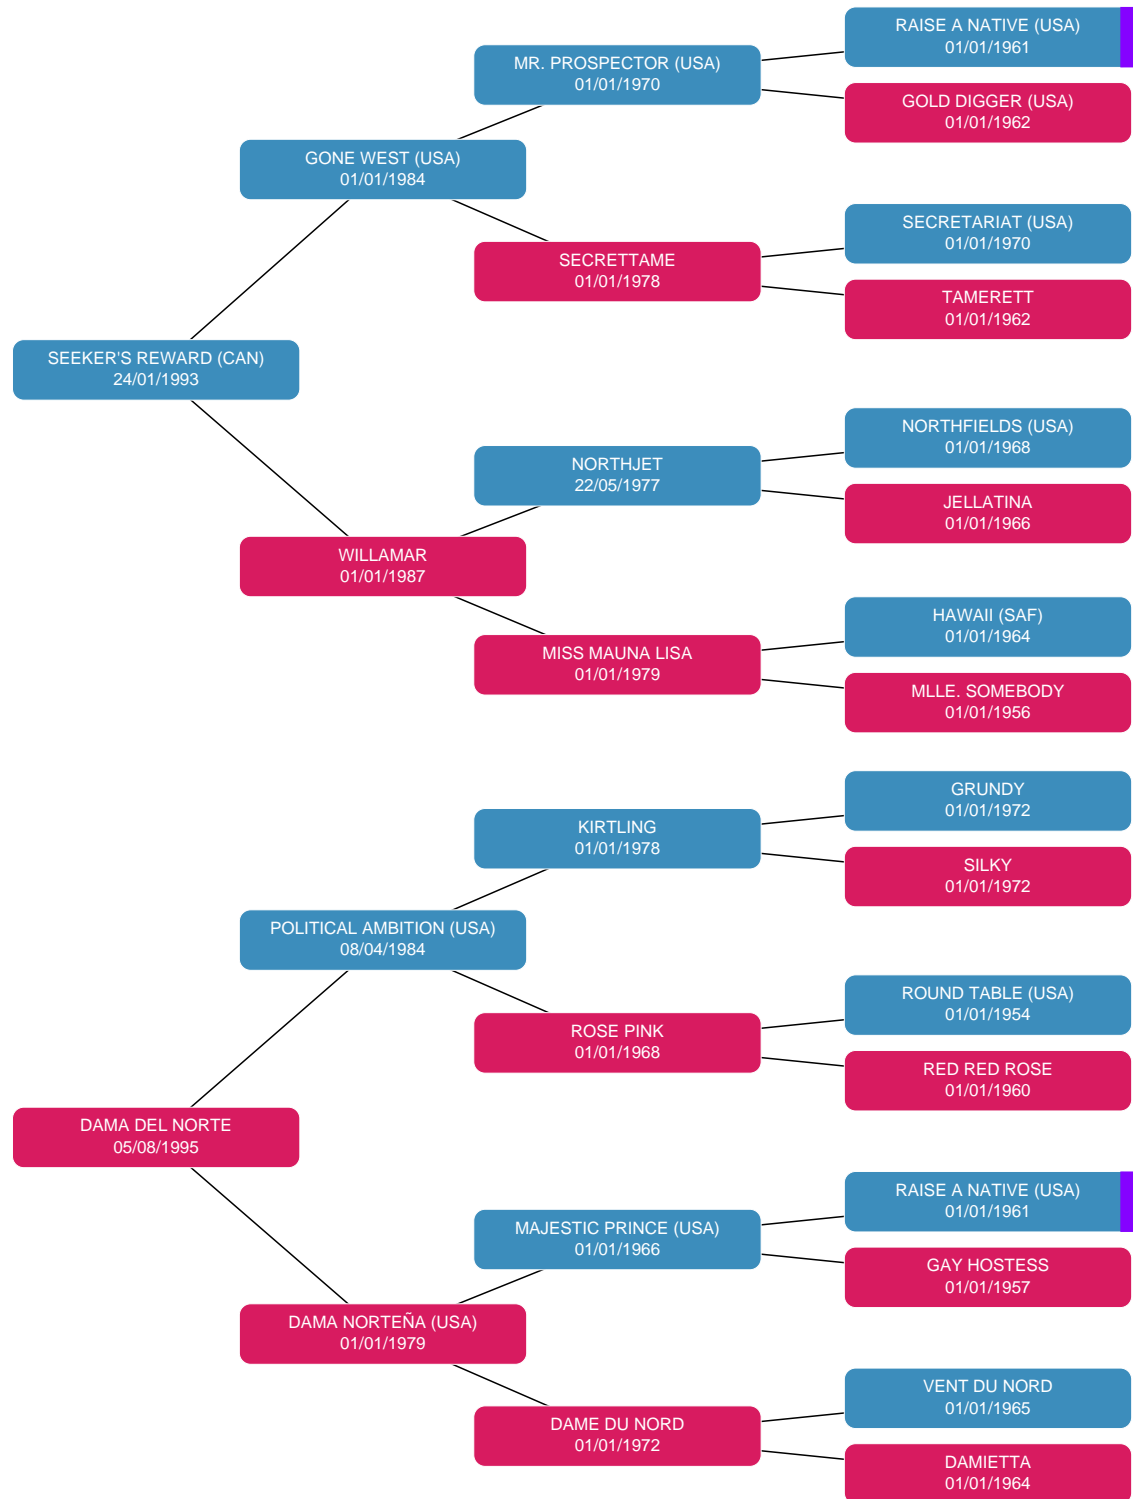 RAISE A NATIVE (USA)
01/01/1961
MR. PROSPECTOR (USA)
01/01/1970
GOLD DIGGER (USA)
01/01/1962
GONE WEST (USA)
01/01/1984
SECRETARIAT (USA)
01/01/1970
SECRETTAME
01/01/1978
TAMERETT
01/01/1962
SEEKER'S REWARD (CAN)
24/01/1993
NORTHFIELDS (USA)
01/01/1968
NORTHJET
22/05/1977
JELLATINA
01/01/1966
WILLAMAR
01/01/1987
HAWAII (SAF)
01/01/1964
MISS MAUNA LISA
01/01/1979
MLLE. SOMEBODY
01/01/1956
GRUNDY
01/01/1972
KIRTLING
01/01/1978
SILKY
01/01/1972
POLITICAL AMBITION (USA)
08/04/1984
ROUND TABLE (USA)
01/01/1954
ROSE PINK
01/01/1968
RED RED ROSE
01/01/1960
DAMA DEL NORTE
05/08/1995
RAISE A NATIVE (USA)
01/01/1961
MAJESTIC PRINCE (USA)
01/01/1966
GAY HOSTESS
01/01/1957
DAMA NORTEÑA (USA)
01/01/1979
VENT DU NORD
01/01/1965
DAME DU NORD
01/01/1972
DAMIETTA
01/01/1964